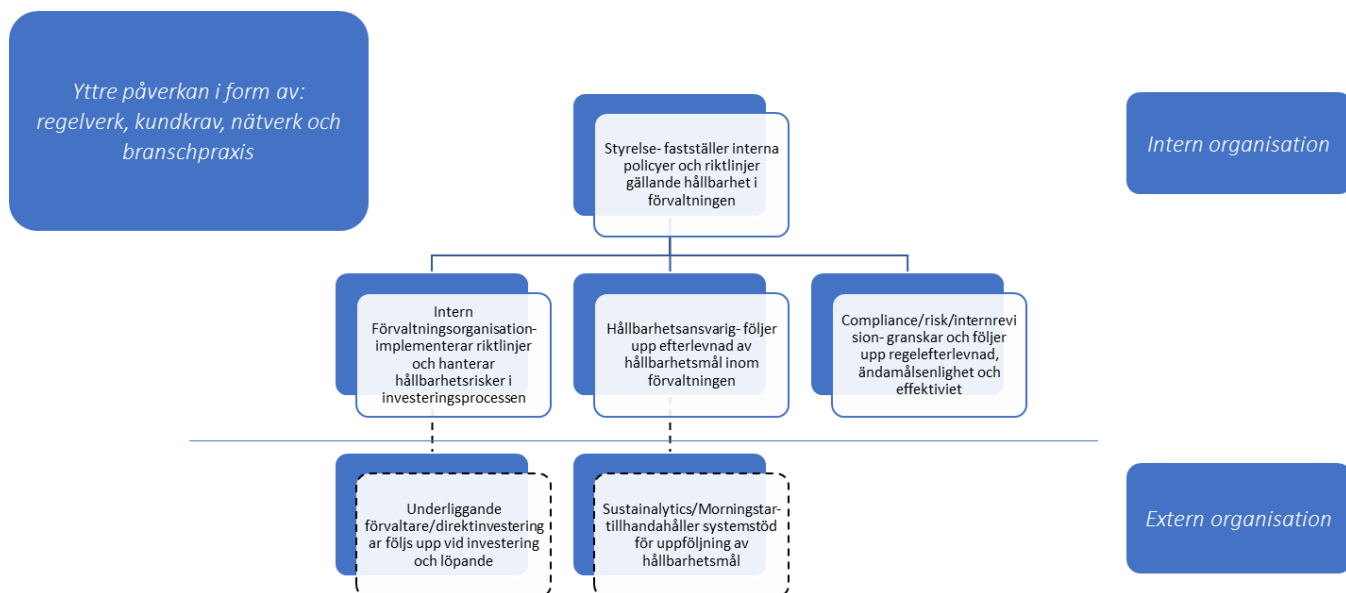 Yttre påverkan i form av:
regelverk, kundkrav, nätverk och
branschpraxis
Styrelse- fastställer interna
policyer och riktlinjer
gällande hållbarhet i
förvaltningen
Intern organisation
Intern
Förvaltningsorganisation-
implementerar riktlinjer
och hanterar
hållbarhetsrisker i
investeringsprocessen
Hållbarhetsansvarig- följer
upp efterlevnad av
hållbarhetsmål inom
förvaltningen
Compliance/risk/internrevi
sion- granskar och följer
upp regelefterlevnad,
ändamålsenlighet och
effektiviet
Underliggande
förvaltare/direktinvestering
ar följs upp vid investering
och löpande
Sustainalytics/Morningstar-
tillhandahåller systemstöd
för uppföljning av
hållbarhetsmål
Extern organisation